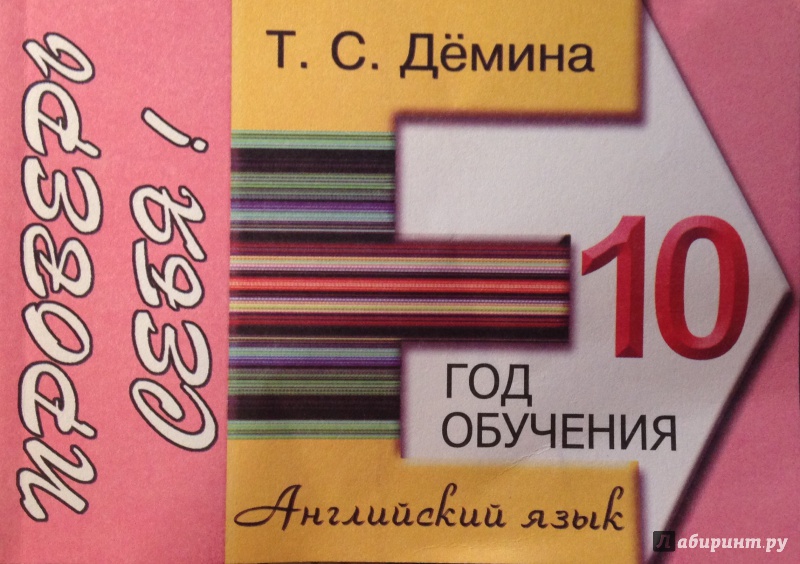 ПРОВЕРЬ
СЕБЯ !
Т. С. Дёмина
10
ГОД
ОБУЧЕНИЯ
Английский язык
Лабиринт.ру